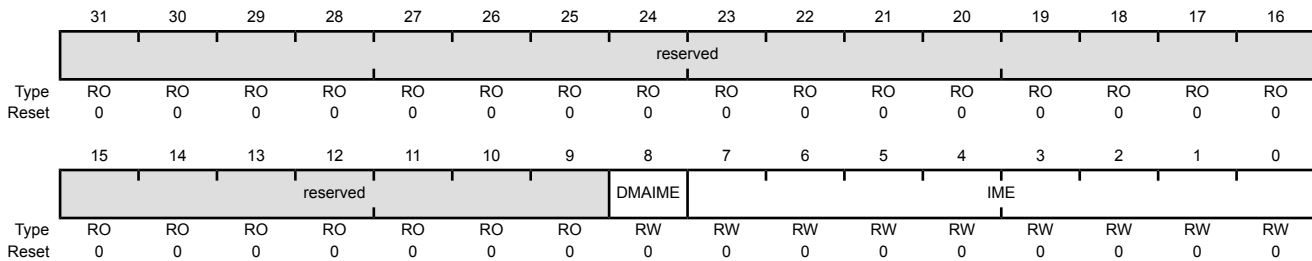 31 30 29 28 27 26 25 24 23 22 21 20 19 18 17 16
reserved
Type RO RO RO RO RO RO RO RO RO RO RO RO RO RO RO RO
Reset 0 0 0 0 0 0 0 0 0 0 0 0 0 0 0 0
15 14 13 12 11 10 9 8 7 6 5 4 3 2 1 0
reserved DMAIME IME
Type RO RO RO RO RO RO RO RW RW RW RW RW RW RW RW RW
Reset 0 0 0 0 0 0 0 0 0 0 0 0 0 0 0 0